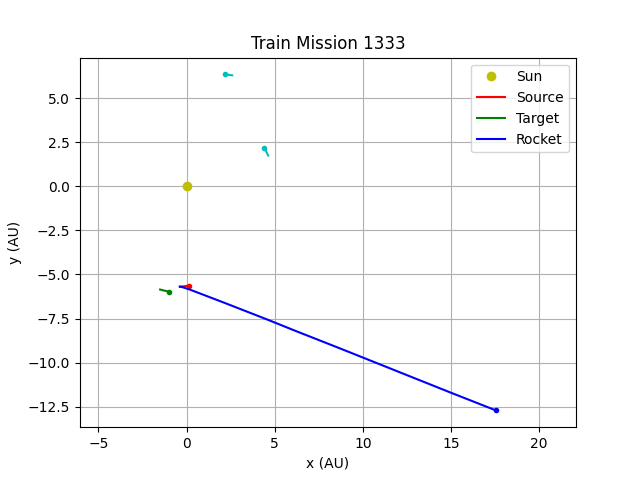 Train Mission 1333
Sun
Source
Target
Rocket
5.0
2.5
0.0
−2.5
−5.0
−7.5
−10.0
−12.5
y (AU)
−5
0
5
10
15
20
x (AU)